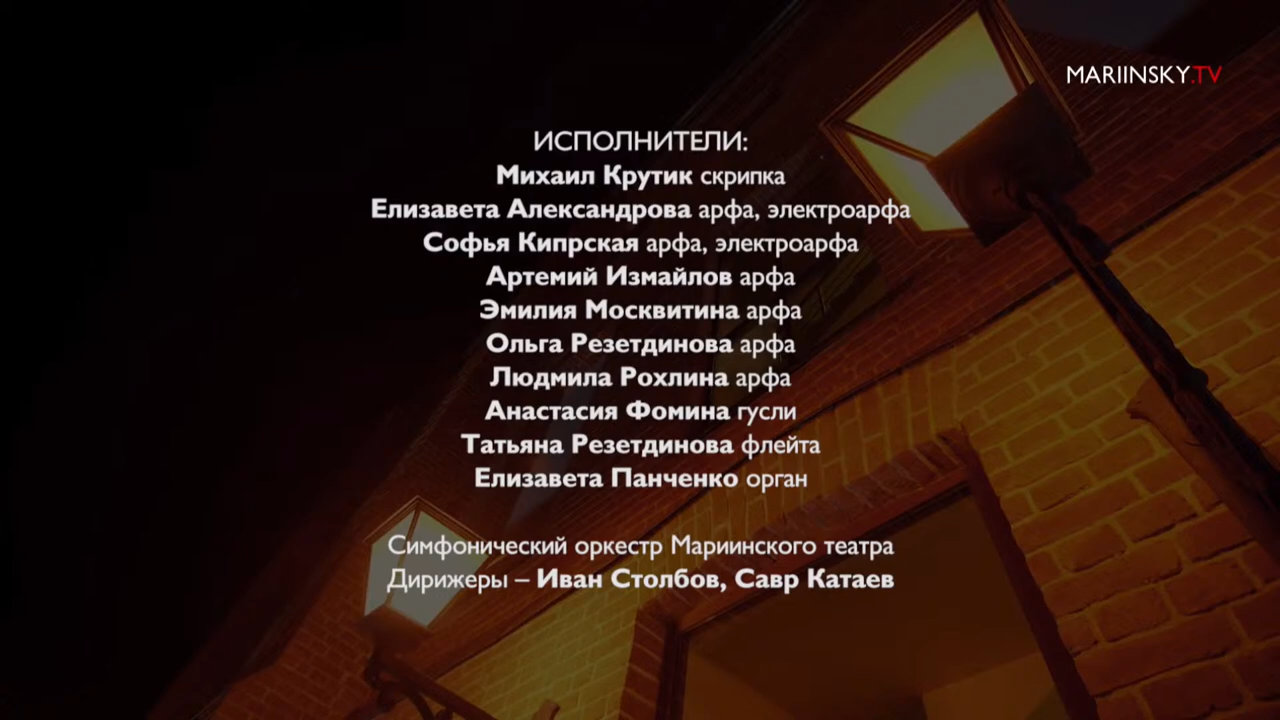 MARIINSKY.TV
ИСПОЛНИТЕЛИ:
Михаил Крутик скрипка
Елизавета Александрова арфа, электроарфа
Софья Кипрская арфа, электроарфа
Артемий Измайлов арфа
Эмилия Москвитина арфа
Ольга Резетдинова арфа
Людмила Рохлина арфа
Анастасия Фомина гусли
Татьяна Резетдинова флейта
Елизавета Панченко орган
Симфонический оркестр Мариинского театра
Дирижеры – Иван Столбов, Савр Катаев